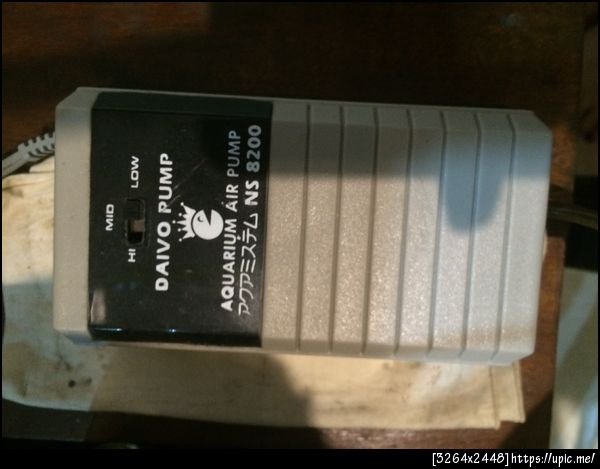 LOW
MID
HI
DAIVO PUMP
AQUARIUM AIR PUMP
アクアミステム NS 8200
[3264x2448]https://upic.me/